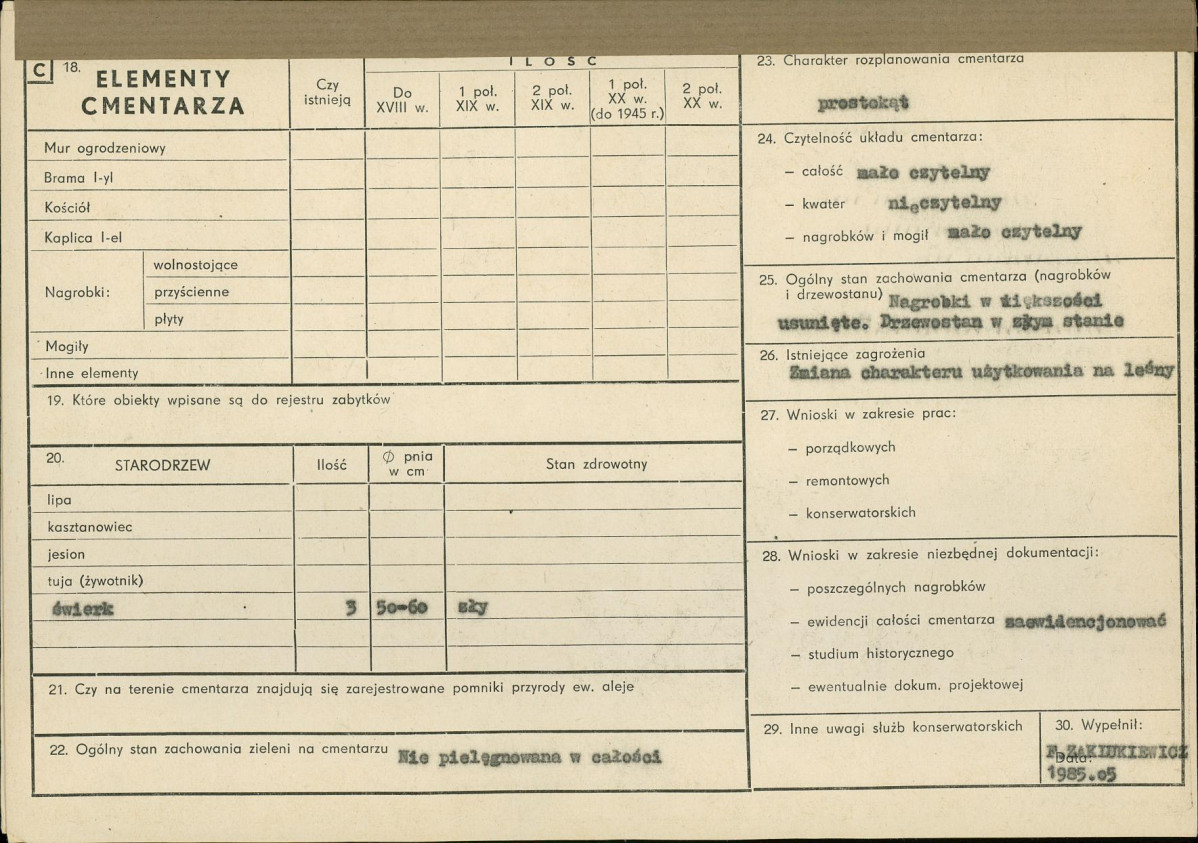 C 18. ELEMENTY
CMENTARZA
Czy
istnieją
ILOŚĆ
Do
XVIII w.
1 poł.
XIX w.
2 poł.
XIX w.
1 poł.
XX w.
(do 1945 r.)
2 poł.
XX w.
Mur ogrodzeniowy
Brama I-yl
Kościół
Kaplica I-el
Nagrobki:
wolnostojące
przyścienne
płyty
Mogiły
Inne elementy
19. Które obiekty wpisane są do rejestru zabytków
20. STARODRZEW
Ilość
Ø pnia
w cm
Stan zdrowotny
lipa
kasztanowiec
jesion
tuja (żywotnik)
świerk 3 50-60 zły
21. Czy na terenie cmentarza znajdują się zarejestrowane pomniki przyrody ew. aleje
22. Ogólny stan zachowania zieleni na cmentarzu Nie pielęgnowana w całości
23. Charakter rozplanowania cmentarza
prostokąt
24. Czytelność układu cmentarza:
– całość mało czytelny
– kwater nieczytelny
– nagrobków i mogił mało czytelny
25. Ogólny stan zachowania cmentarza (nagrobków
i drzewostanu) Nagrobki w większości
usunięte. Drzewostan w złym stanie
26. Istniejące zagrożenia
Zmiana charakteru użytkowania na leśny
27. Wnioski w zakresie prac:
– porządkowych
– remontowych
– konserwatorskich
28. Wnioski w zakresie niezbędnej dokumentacji:
– poszczególnych nagrobków
– ewidencji całości cmentarza zaewidencjonować
– studium historycznego
– ewentualnie dokum. projektowej
29. Inne uwagi służb konserwatorskich
30. Wypełnił:
Data:
1985.05